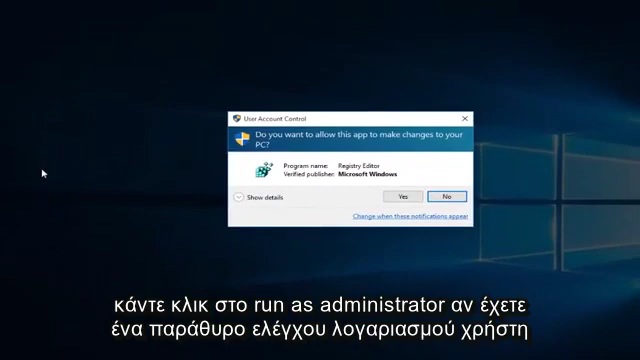 User Account Control
Do you want to allow this app to make changes to your
PC?
Program name: Registry Editor
Verified publisher: Microsoft Windows
Show details
Yes No
Change when these notifications appear
κάντε κλικ στο run as administrator αν έχετε
ένα παράθυρο ελέγχου λογαριασμού χρήστη